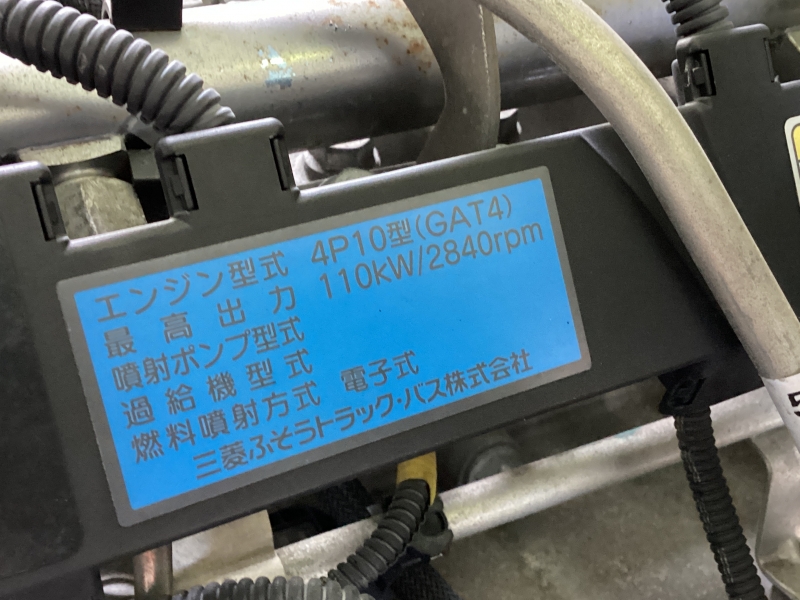 エンジン型式 4P10型(GAT4)
最高出力 110kW/2840rpm
噴射ポンプ型式
過給機型式
燃料噴射方式 電子式
三菱ふそうトラック・バス株式会社